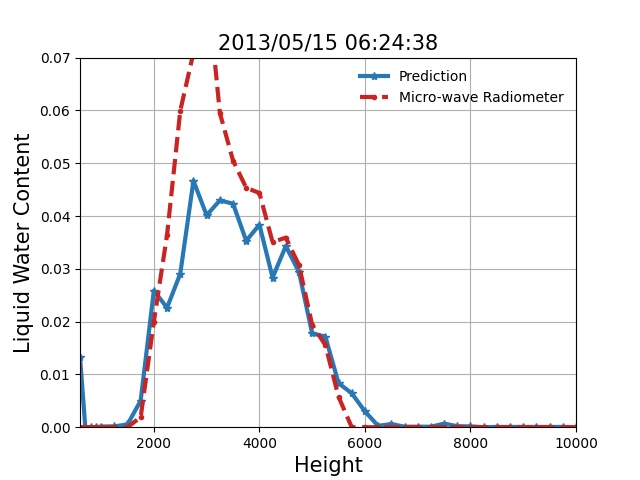 2013/05/15 06:24:38
0.07
0.06
0.05
0.04
0.03
0.02
0.01
0.00
Liquid Water Content
Prediction
Micro-wave Radiometer
2000 4000 6000 8000 10000
Height